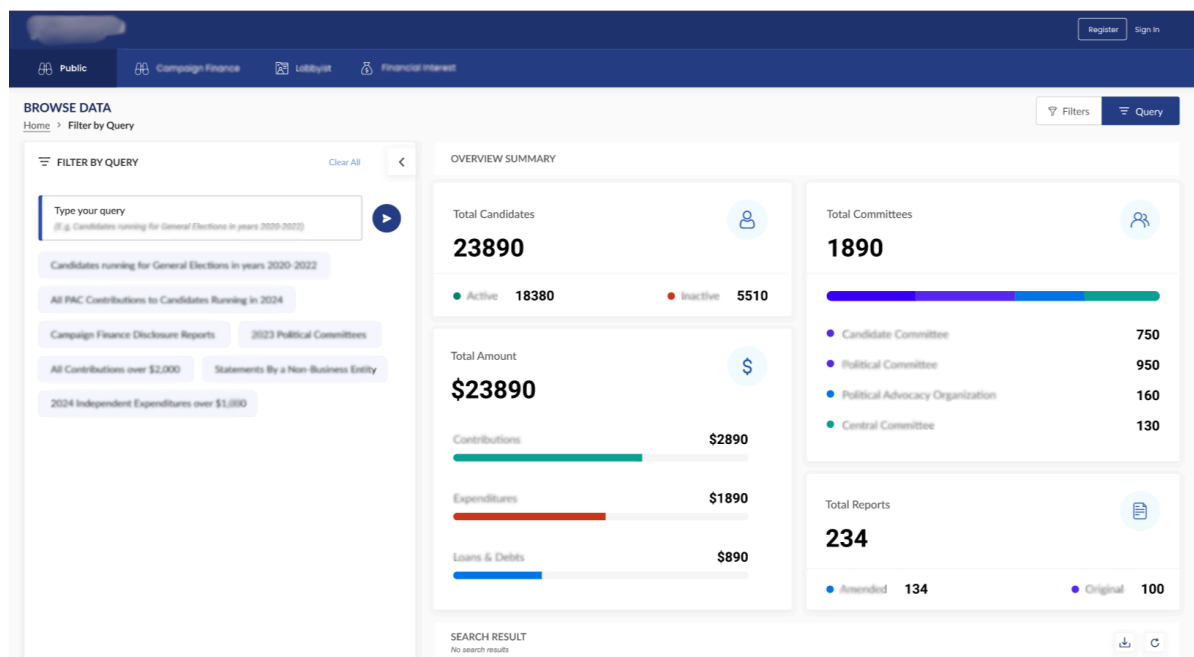 Register Sign In
Public Campaign Finance Lobbyist Financial Interest
BROWSE DATA
Home > Filter by Query
Filters Query
FILTER BY QUERY Clear All
Type your query
(E.g. Candidates running for General Elections in years 2020-2022)
Candidates running for General Elections in years 2020-2022
All PAC Contributions to Candidates Running in 2024
Campaign Finance Disclosure Reports 2023 Political Committees
All Contributions over $2,000 Statements By a Non-Business Entity
2024 Independent Expenditures over $1,000
OVERVIEW SUMMARY
Total Candidates
23890
Active 18380 Inactive 5510
Total Amount
$23890
Contributions $2890
Expenditures $1890
Loans & Debts $890
Total Committees
1890
Candidate Committee 750
Political Committee 950
Political Advocacy Organization 160
Central Committee 130
Total Reports
234
Amended 134 Original 100
SEARCH RESULT
No search results